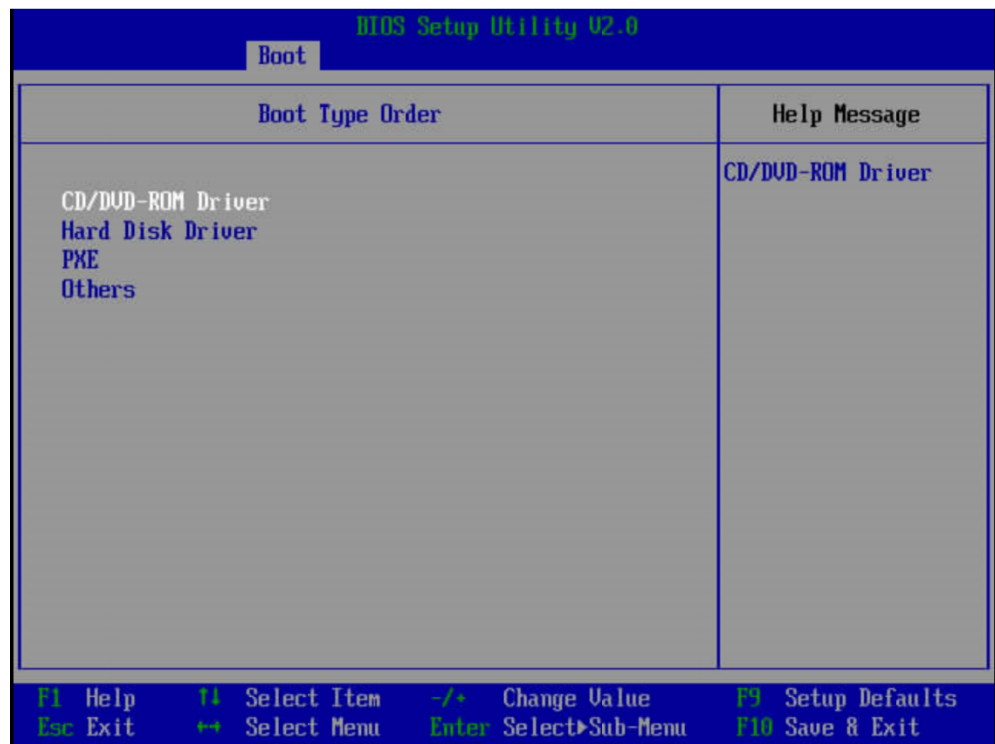 BIOS Setup Utility V2.0
Boot
Boot Type Order
Help Message
CD/DVD-ROM Driver
Hard Disk Driver
PXE
Others
CD/DVD-ROM Driver
F1 Help ↑↓ Select Item -/+ Change Value F9 Setup Defaults
Esc Exit ↔ Select Menu Enter Select▶Sub-Menu F10 Save & Exit